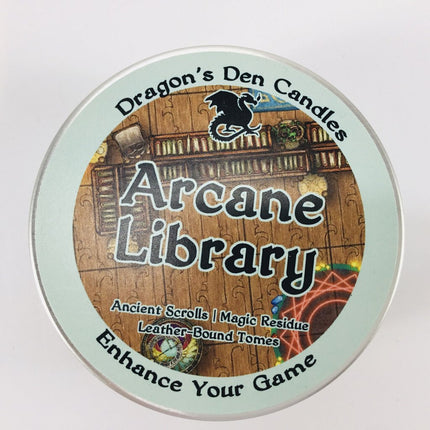 Dragon's Den Candles
Arcane
Library
Ancient Scrolls | Magic Residue
Leather-Bound Tomes
Enhance Your Game